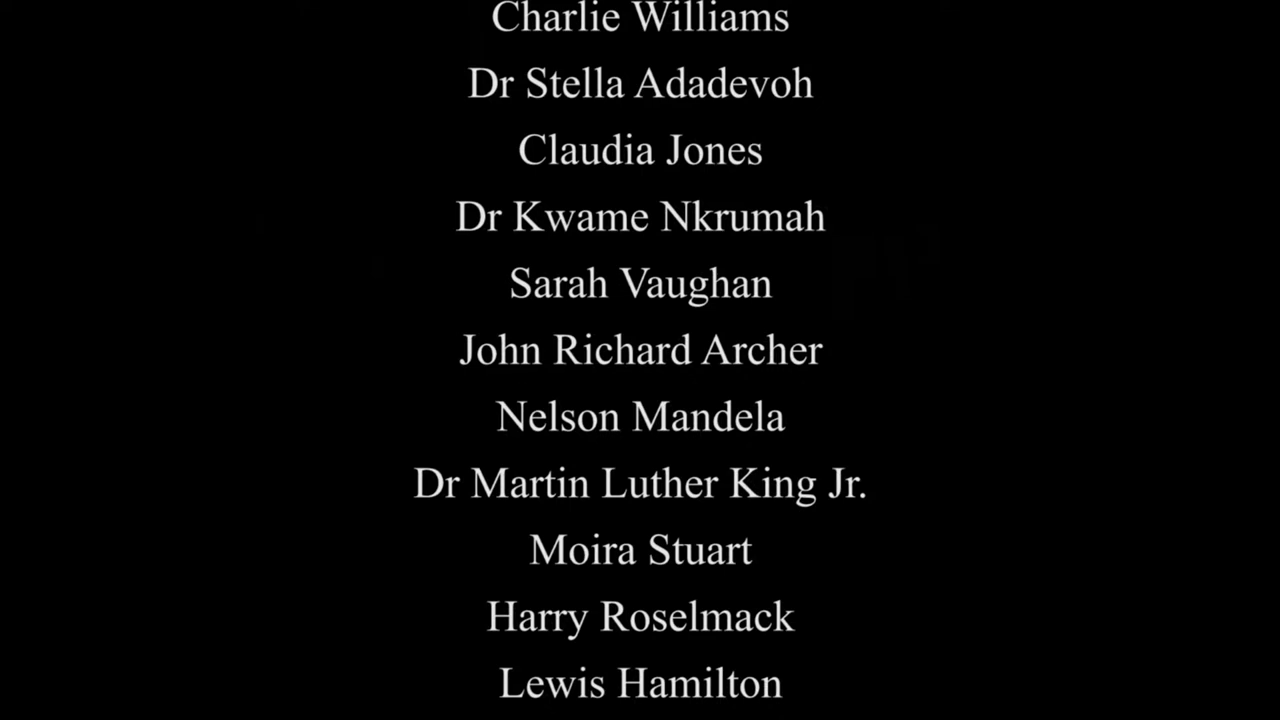 Charlie Williams
Dr Stella Adadevoh
Claudia Jones
Dr Kwame Nkrumah
Sarah Vaughan
John Richard Archer
Nelson Mandela
Dr Martin Luther King Jr.
Moira Stuart
Harry Roselmack
Lewis Hamilton